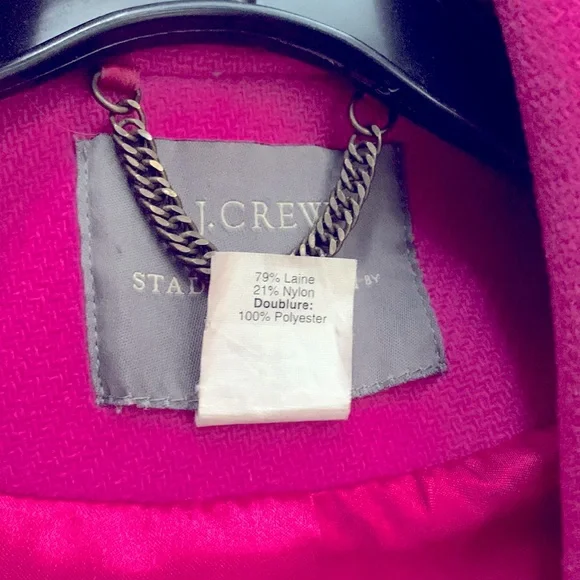 J.CREW
79% Laine
21% Nylon
Doublure:
100% Polyester